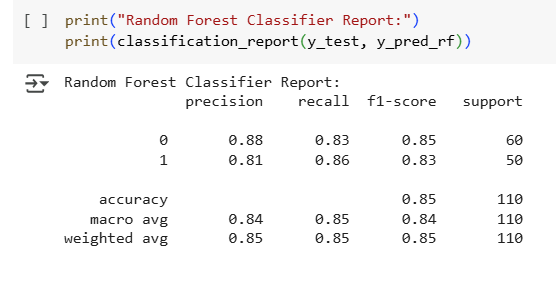 [ ] print("Random Forest Classifier Report:")
print(classification_report(y_test, y_pred_rf))
Random Forest Classifier Report:
precision recall f1-score support
0 0.88 0.83 0.85 60
1 0.81 0.86 0.83 50
accuracy 0.85 110
macro avg 0.84 0.85 0.84 110
weighted avg 0.85 0.85 0.85 110